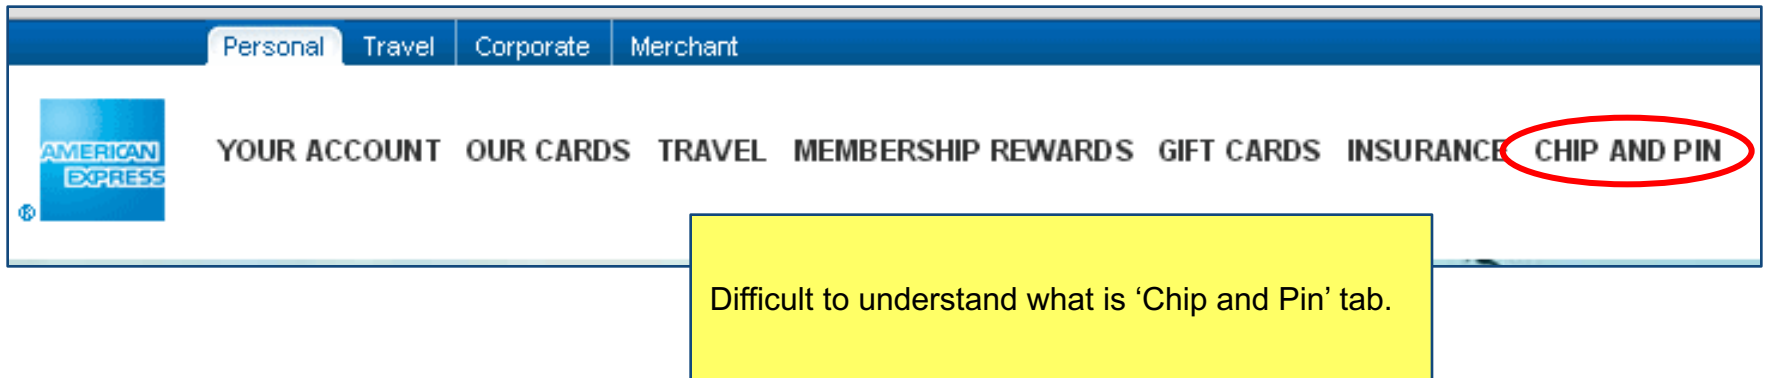 Personal Travel Corporate Merchant
AMERICAN
EXPRESS
®
YOUR ACCOUNT OUR CARDS TRAVEL MEMBERSHIP REWARDS GIFT CARDS INSURANCE CHIP AND PIN
Difficult to understand what is ‘Chip and Pin’ tab.